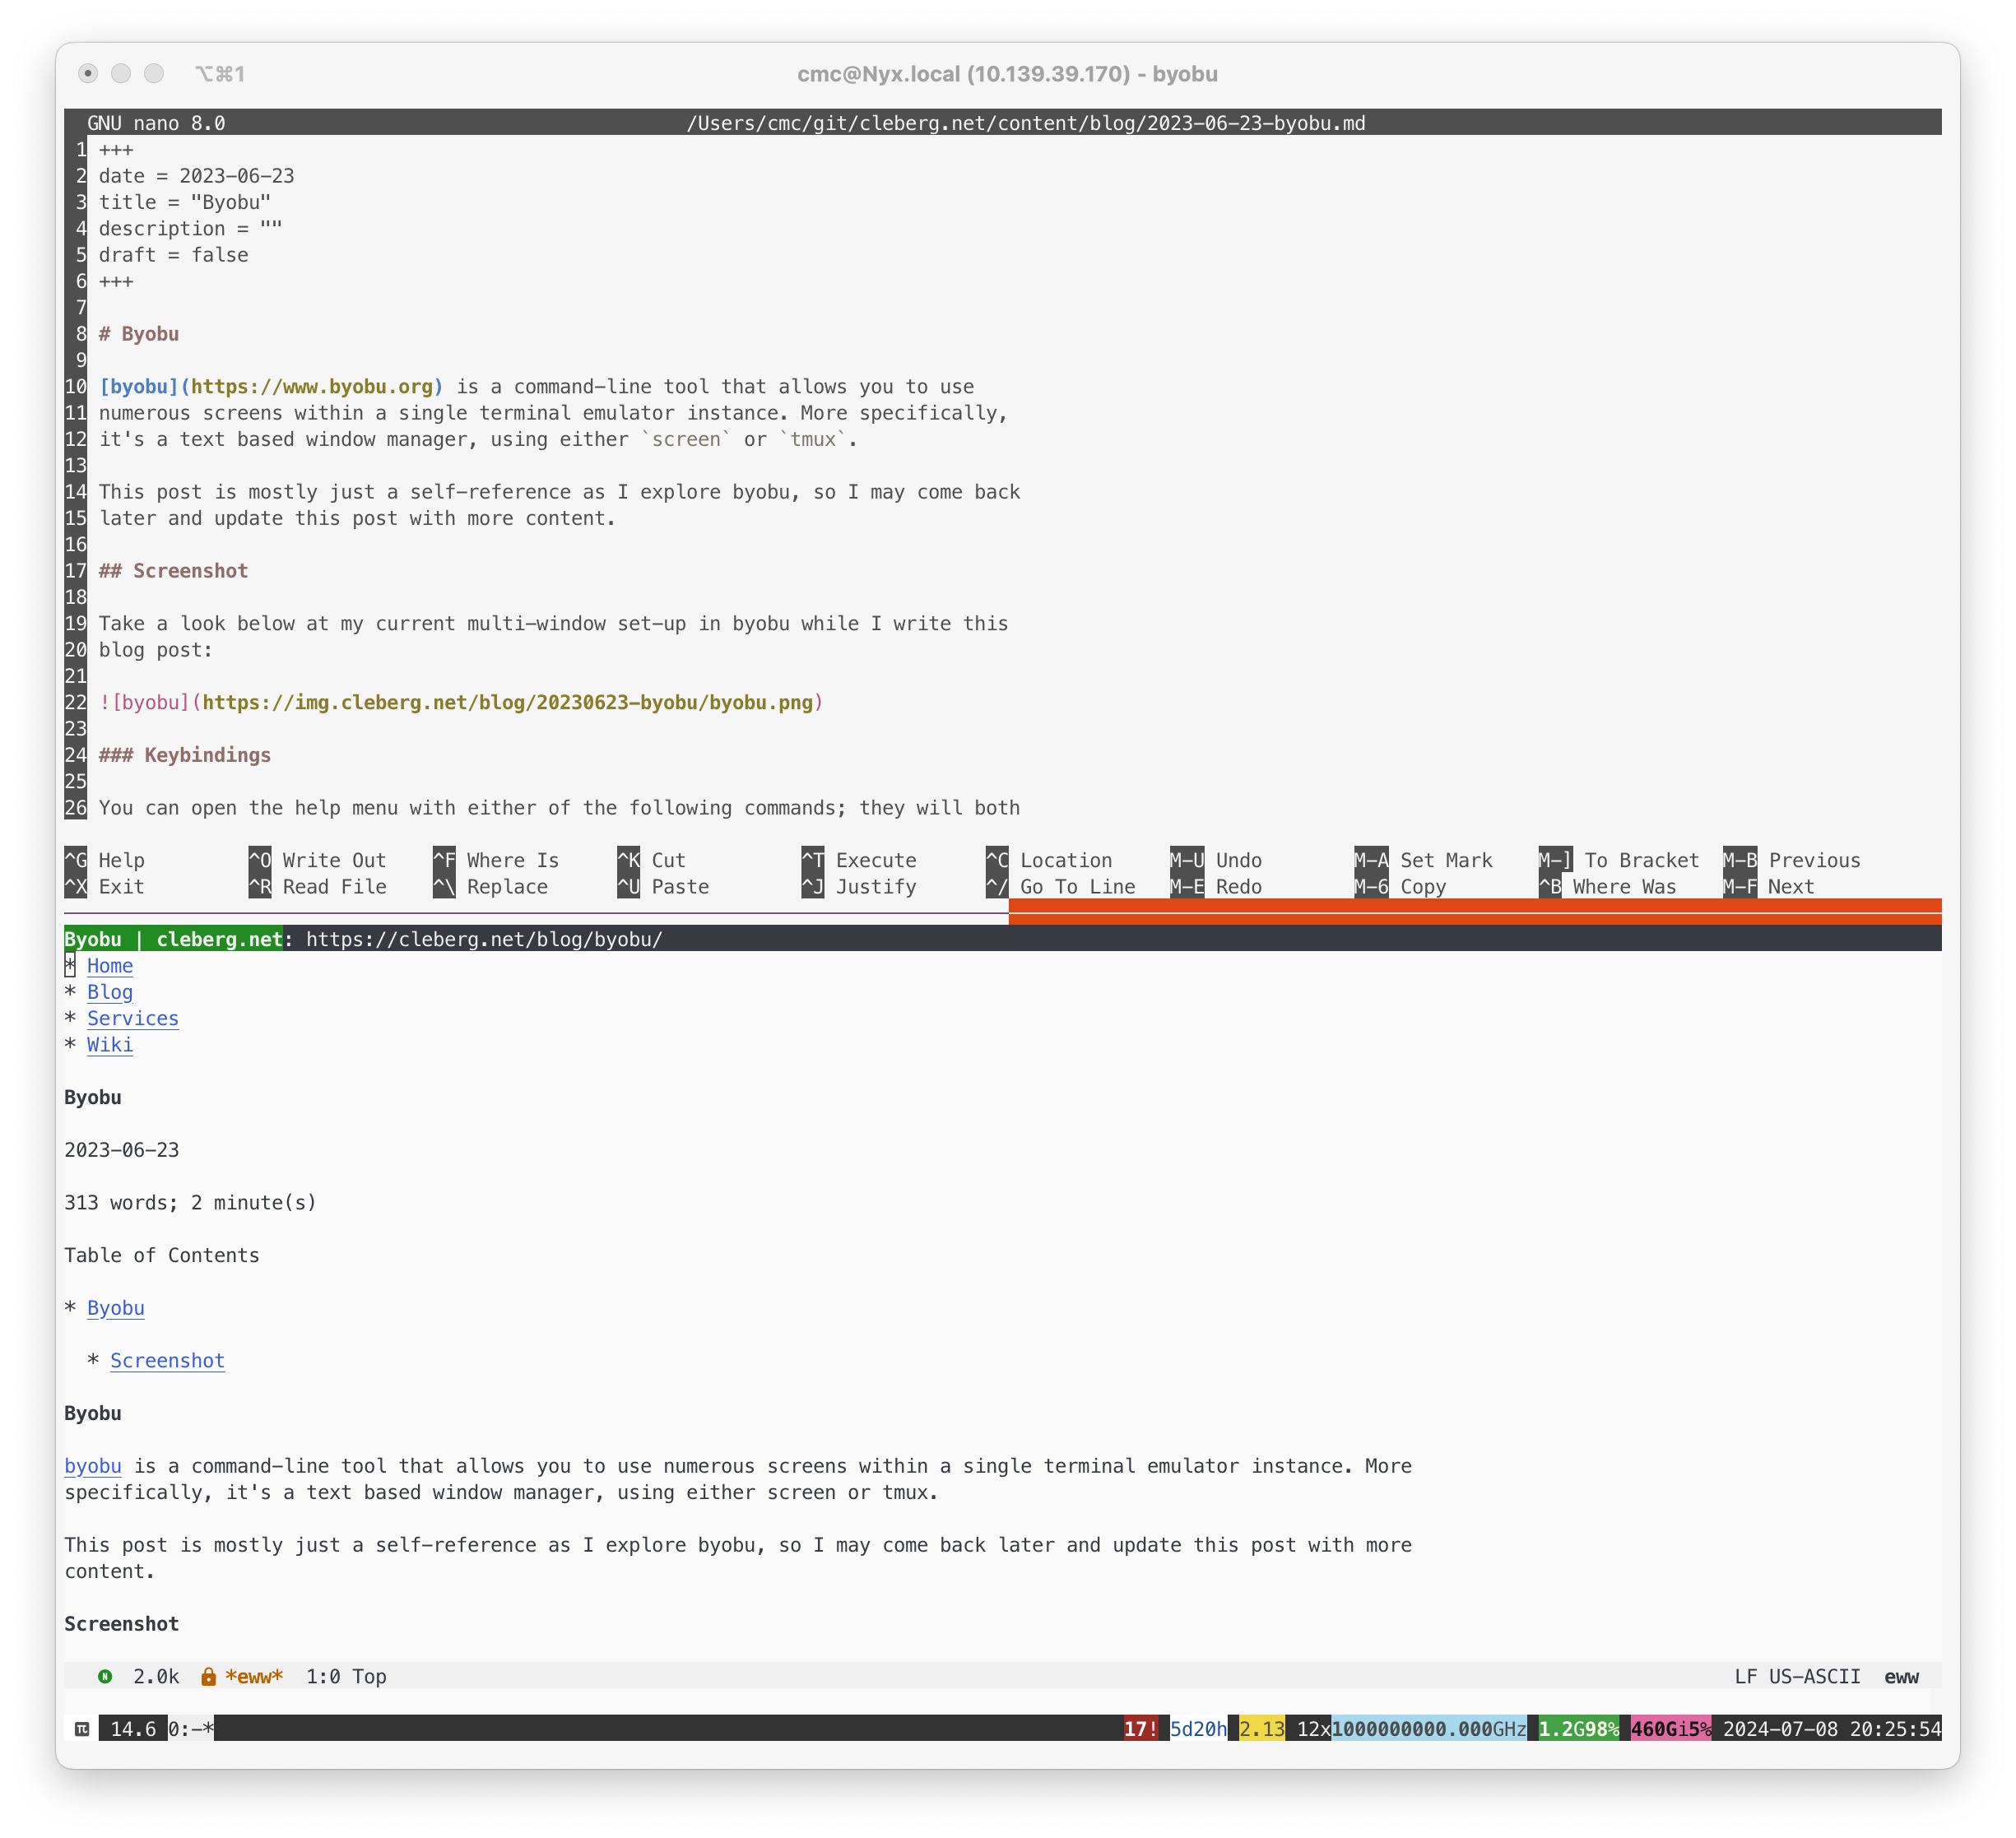 ⌥⌘1 cmc@Nyx.local (10.139.39.170) - byobu
GNU nano 8.0 /Users/cmc/git/cleberg.net/content/blog/2023-06-23-byobu.md
1 +++
2 date = 2023-06-23
3 title = "Byobu"
4 description = ""
5 draft = false
6 +++
7
8 # Byobu
9
10 [byobu](https://www.byobu.org) is a command-line tool that allows you to use
11 numerous screens within a single terminal emulator instance. More specifically,
12 it's a text based window manager, using either `screen` or `tmux`.
13
14 This post is mostly just a self-reference as I explore byobu, so I may come back
15 later and update this post with more content.
16
17 ## Screenshot
18
19 Take a look below at my current multi-window set-up in byobu while I write this
20 blog post:
21
22 ![byobu](https://img.cleberg.net/blog/20230623-byobu/byobu.png)
23
24 ### Keybindings
25
26 You can open the help menu with either of the following commands; they will both
^G Help ^O Write Out ^F Where Is ^K Cut ^T Execute ^C Location M-U Undo M-A Set Mark M-] To Bracket M-B Previous
^X Exit ^R Read File ^\ Replace ^U Paste ^J Justify ^/ Go To Line M-E Redo M-6 Copy ^B Where Was M-F Next
Byobu | cleberg.net: https://cleberg.net/blog/byobu/
* Home
* Blog
* Services
* Wiki
Byobu
2023-06-23
313 words; 2 minute(s)
Table of Contents
* Byobu
* Screenshot
Byobu
byobu is a command-line tool that allows you to use numerous screens within a single terminal emulator instance. More
specifically, it's a text based window manager, using either screen or tmux.
This post is mostly just a self-reference as I explore byobu, so I may come back later and update this post with more
content.
Screenshot
N 2.0k *eww* 1:0 Top LF US-ASCII eww
π 14.6 0:-* 17! 5d20h 2.13 12x1000000000.000GHz 1.2G98% 460Gi5% 2024-07-08 20:25:54